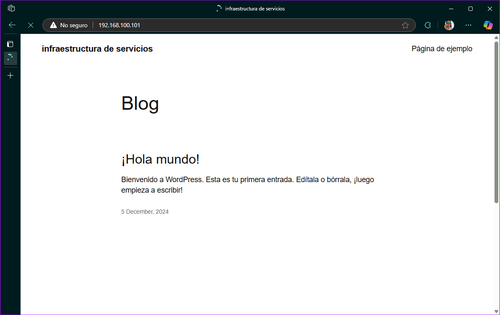 infraestructura de servicios
No seguro
192.168.100.101
infraestructura de servicios
Página de ejemplo
Blog
¡Hola mundo!
Bienvenido a WordPress. Esta es tu primera entrada. Edítala o bórrala, ¡luego
empieza a escribir!
5 December, 2024